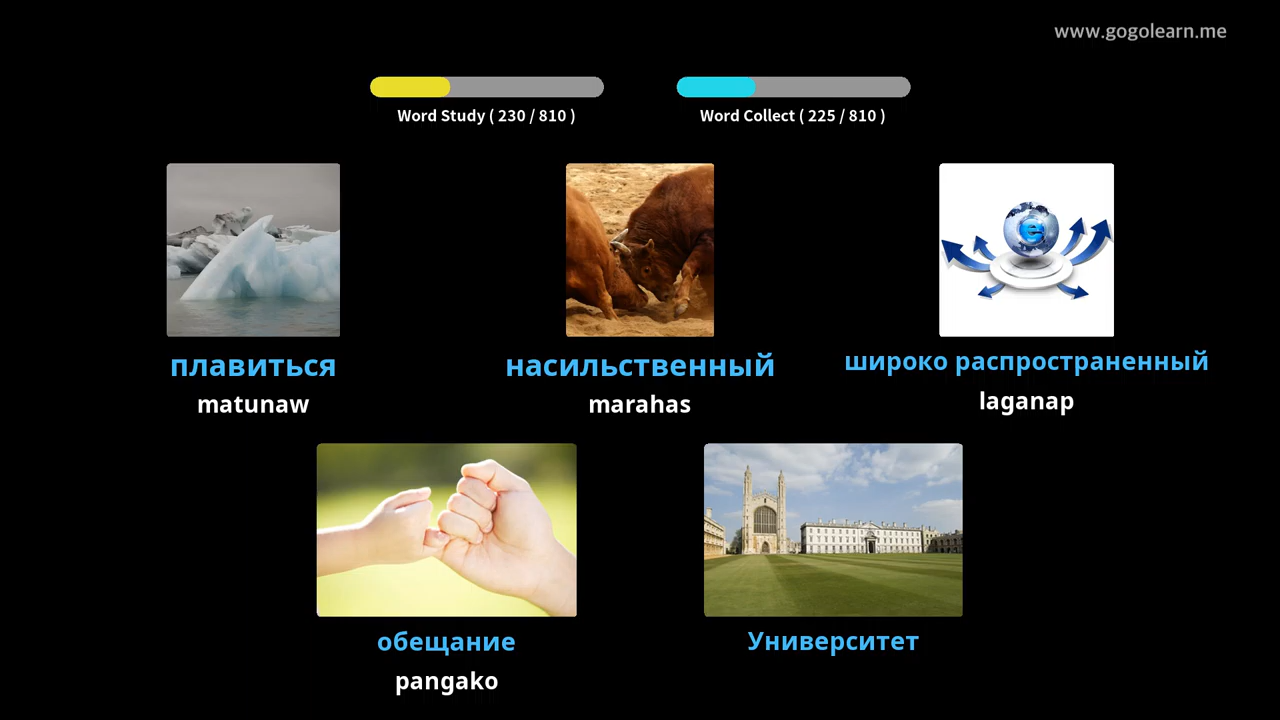 www.gogolearn.me
Word Study ( 230 / 810 )
Word Collect ( 225 / 810 )
плавиться
matunaw
насильственный
marahas
широко распространенный
laganap
обещание
pangako
Университет